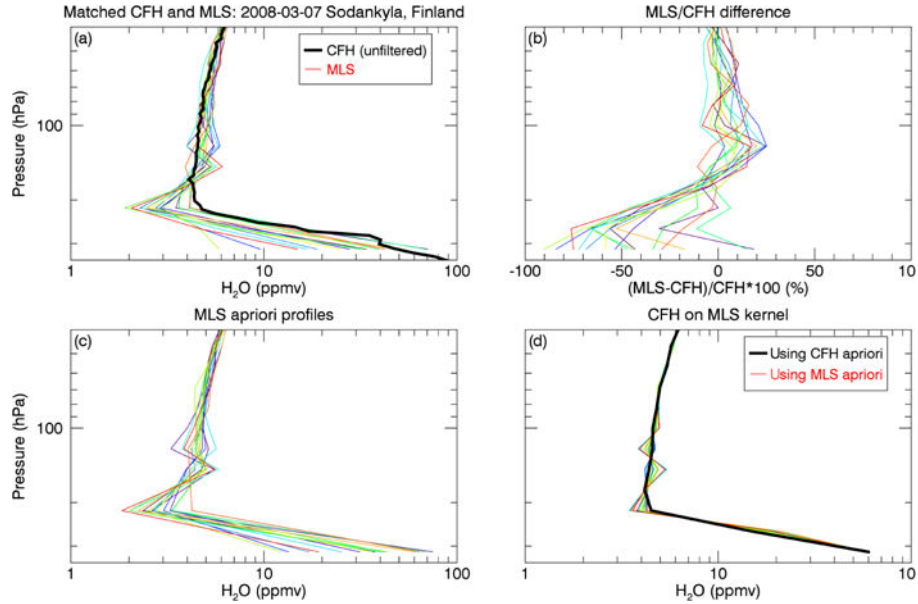 Matched CFH and MLS: 2008-03-07 Sodankyla, Finland
MLS/CFH difference
(a)
CFH (unfiltered)
MLS
(b)
Pressure (hPa)
100
100
1 10 100
-100 -50 0 50 100
H2O (ppmv)
(MLS-CFH)/CFH*100 (%)
MLS apriori profiles
CFH on MLS kernel
(c)
(d)
Using CFH apriori
Using MLS apriori
Pressure (hPa)
100
100
1 10 100
1 10 10
H2O (ppmv)
H2O (ppmv)